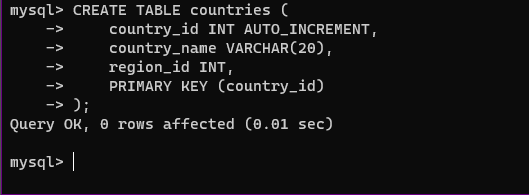 mysql> CREATE TABLE countries (
    ->     country_id INT AUTO_INCREMENT,
    ->     country_name VARCHAR(20),
    ->     region_id INT,
    ->     PRIMARY KEY (country_id)
    -> );
Query OK, 0 rows affected (0.01 sec)
mysql>